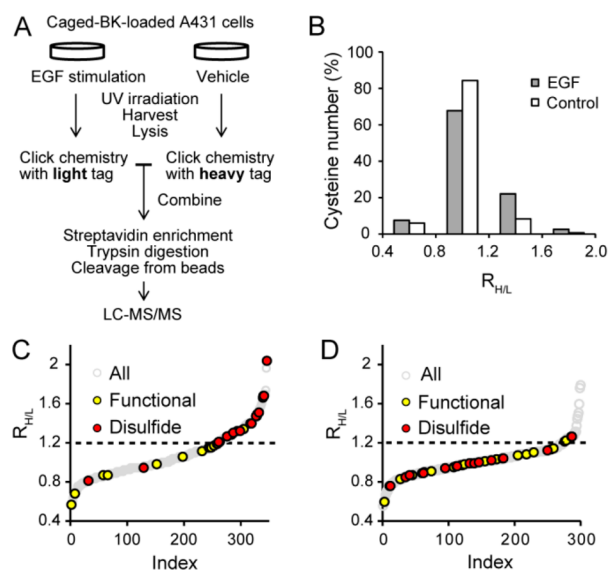 A
Caged-BK-loaded A431 cells
EGF stimulation
Vehicle
UV irradiation
Harvest
Lysis
Click chemistry
with light tag
Click chemistry
with heavy tag
Combine
Streptavidin enrichment
Trypsin digestion
Cleavage from beads
LC-MS/MS
B
Cysteine number (%)
100
80
60
40
20
0
EGF
Control
0.4
0.8
1.2
1.6
2.0
R H/L
C
R H/L
2
1.6
1.2
0.8
0.4
All
Functional
Disulfide
0
100
200
300
Index
D
R H/L
2
1.6
1.2
0.8
0.4
All
Functional
Disulfide
0
100
200
300
Index